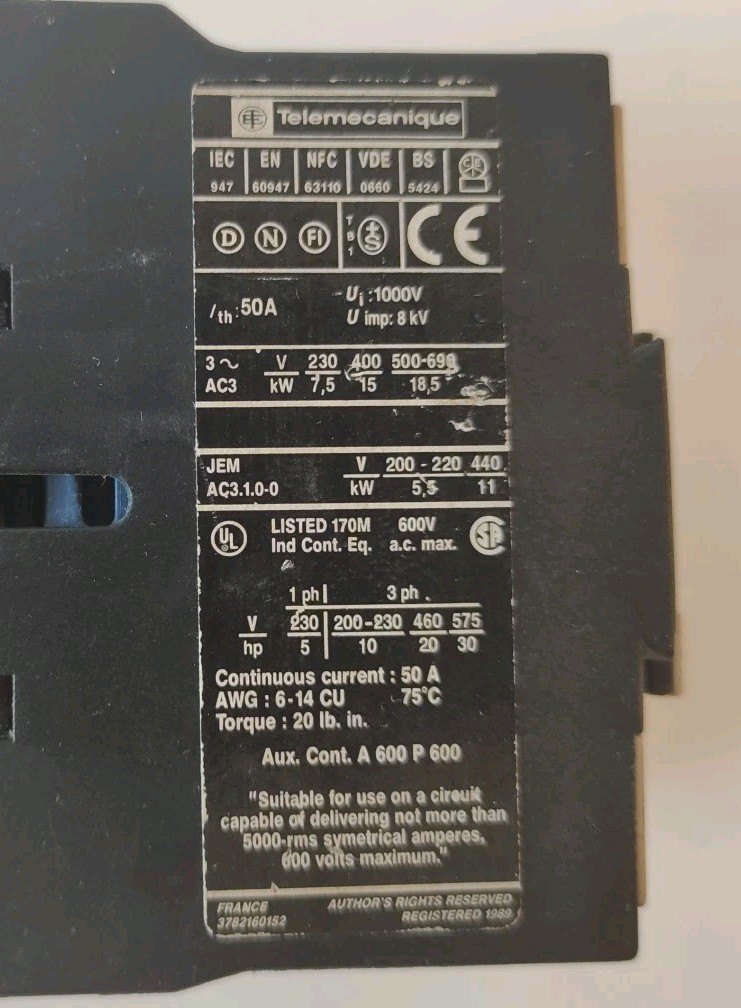 Telemecanique
IEC EN NFC VDE BS
947 60947 63110 0660 5424
D N FI T B 1 +S CE
Ith: 50A Ui :1000V
U imp: 8 kV
3 ~ V 230 400 500-690
AC3 kW 7,5 15 18,5
JEM V 200 - 220 440
AC3.1.0-0 kW 5,5 11
UL LISTED 170M 600V SA
Ind Cont. Eq. a.c. max.
1 ph 3 ph .
V 230 200-230 460 575
hp 5 10 20 30
Continuous current : 50 A
AWG : 6-14 CU 75°C
Torque : 20 lb. in.
Aux. Cont. A 600 P 600
"Suitable for use on a circuit
capable of delivering not more than
5000-rms symetrical amperes,
600 volts maximum."
FRANCE AUTHOR'S RIGHTS RESERVED
3782160152 REGISTERED 1989